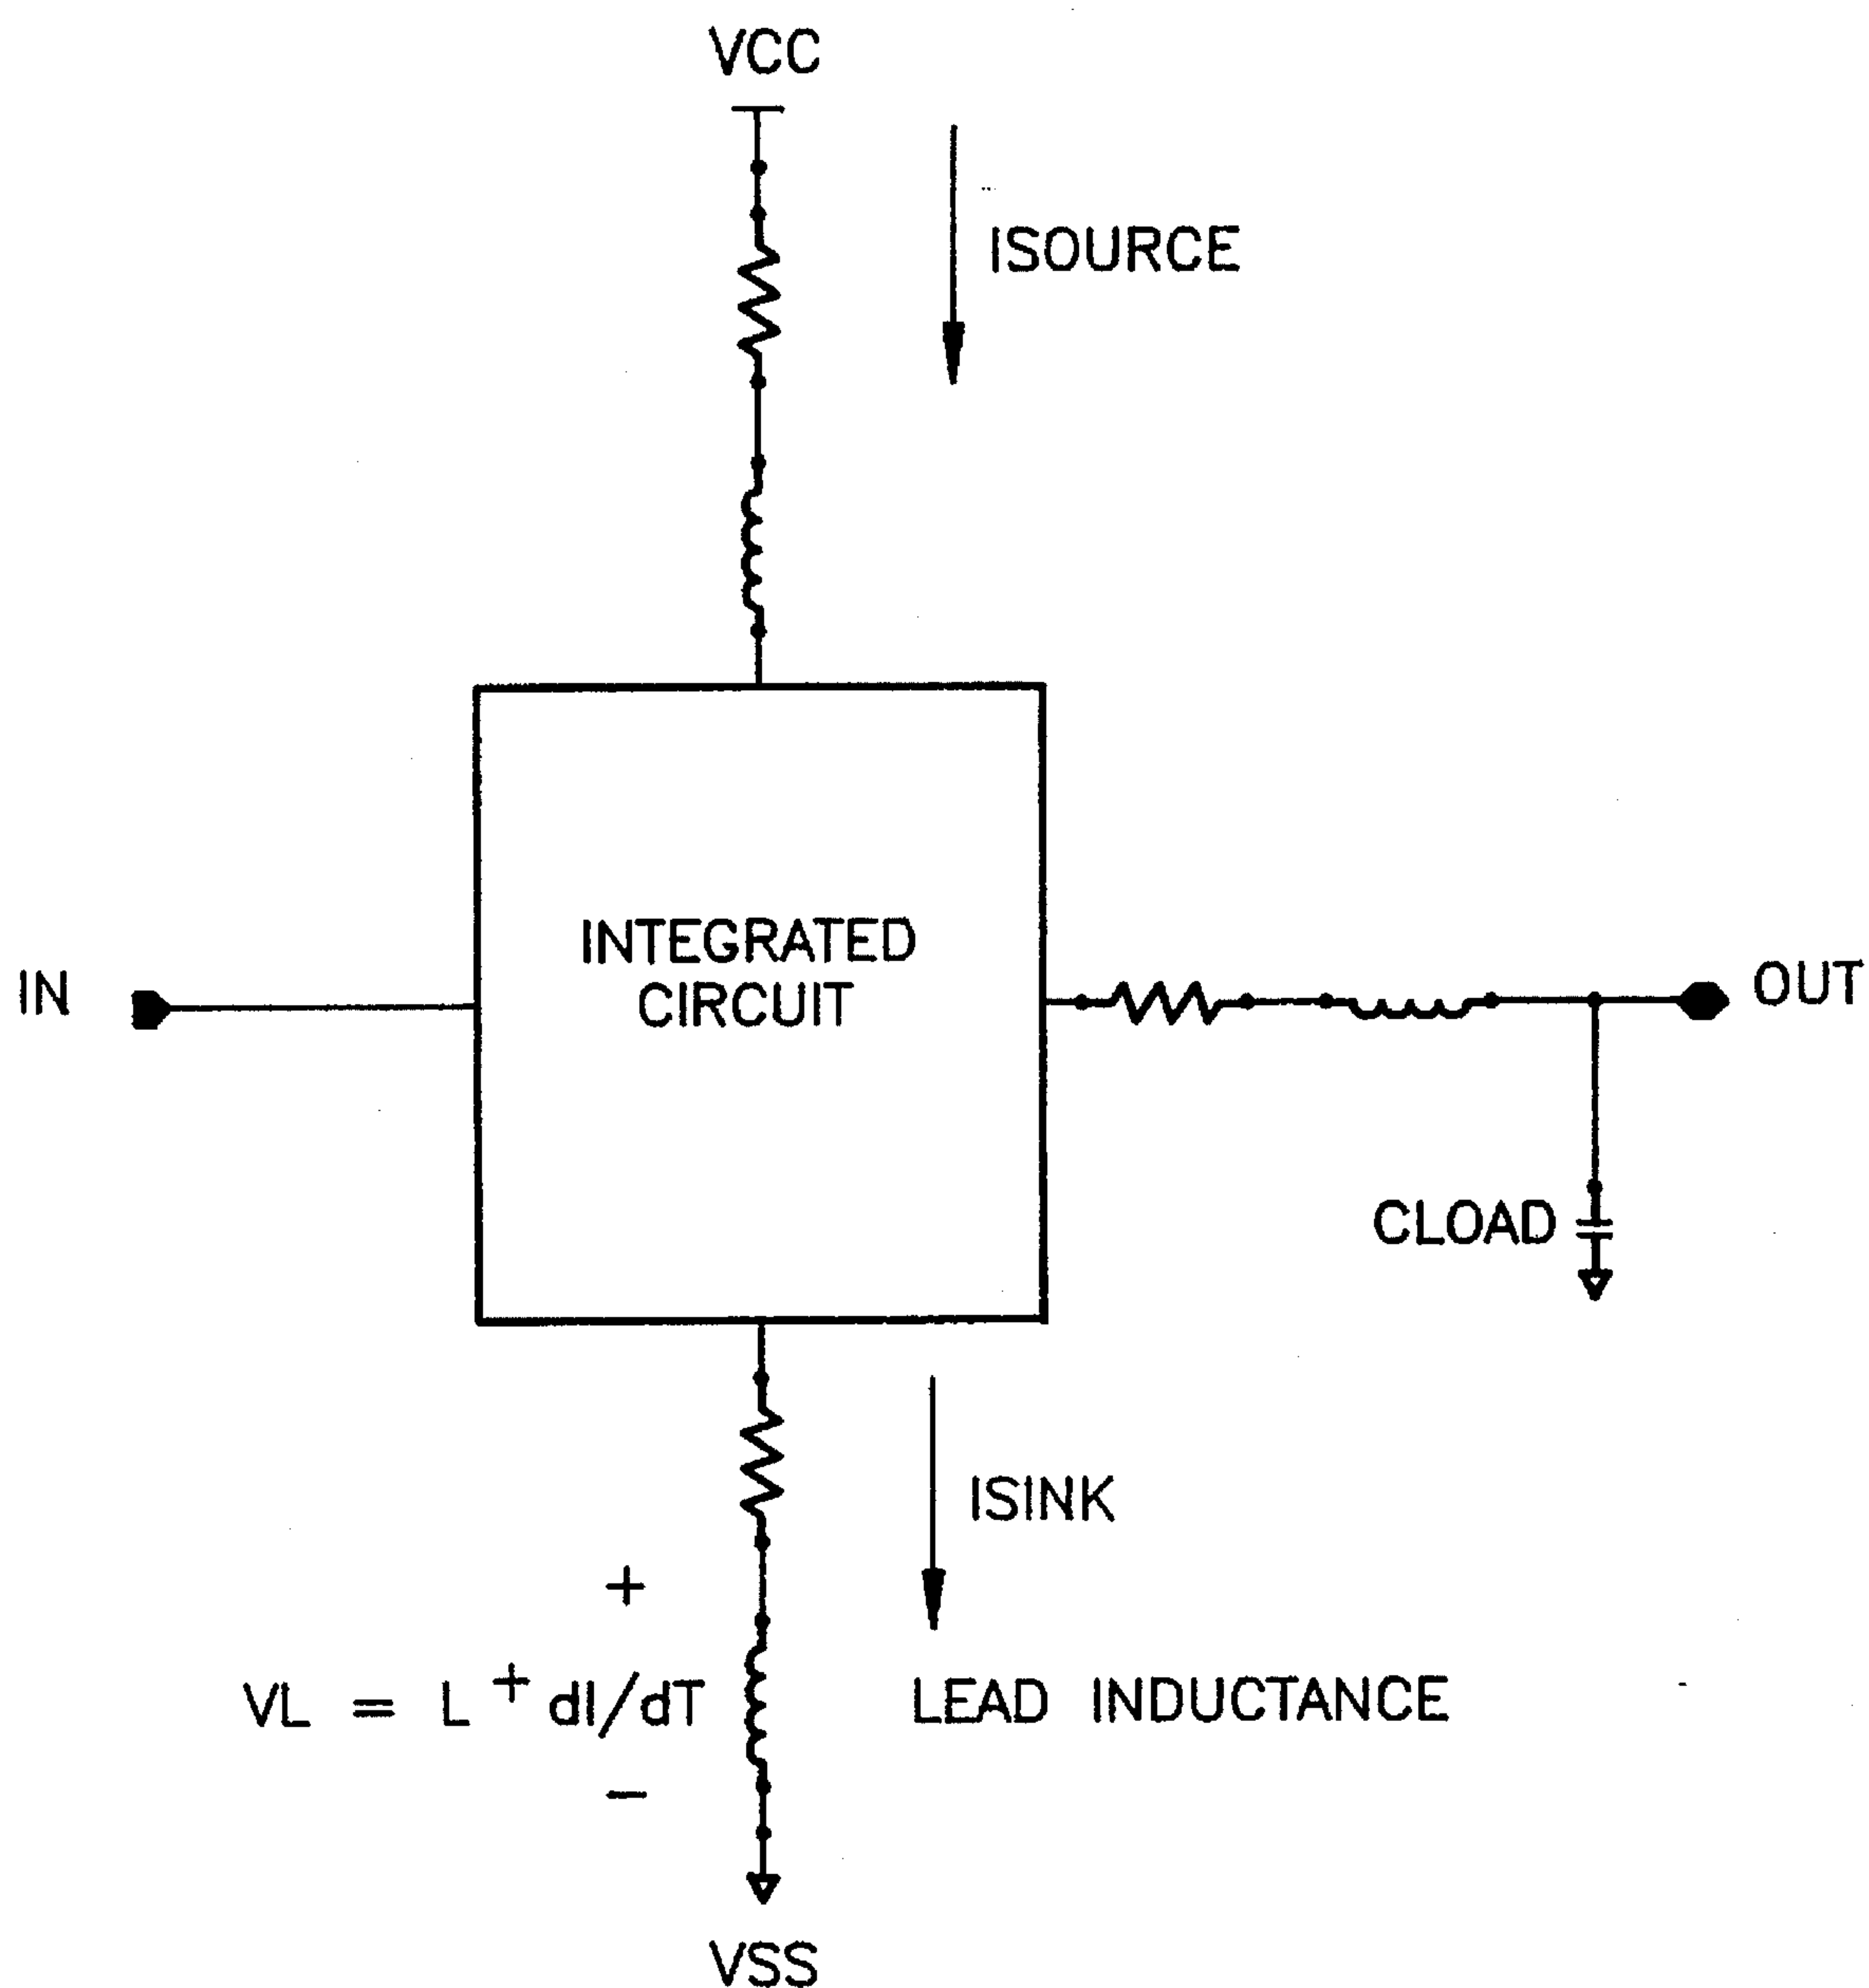 VCC
ISOURCE
INTEGRATED
CIRCUIT
IN
OUT
CLOAD
ISINK
+
VL = L + dI/dT
LEAD INDUCTANCE
−
VSS